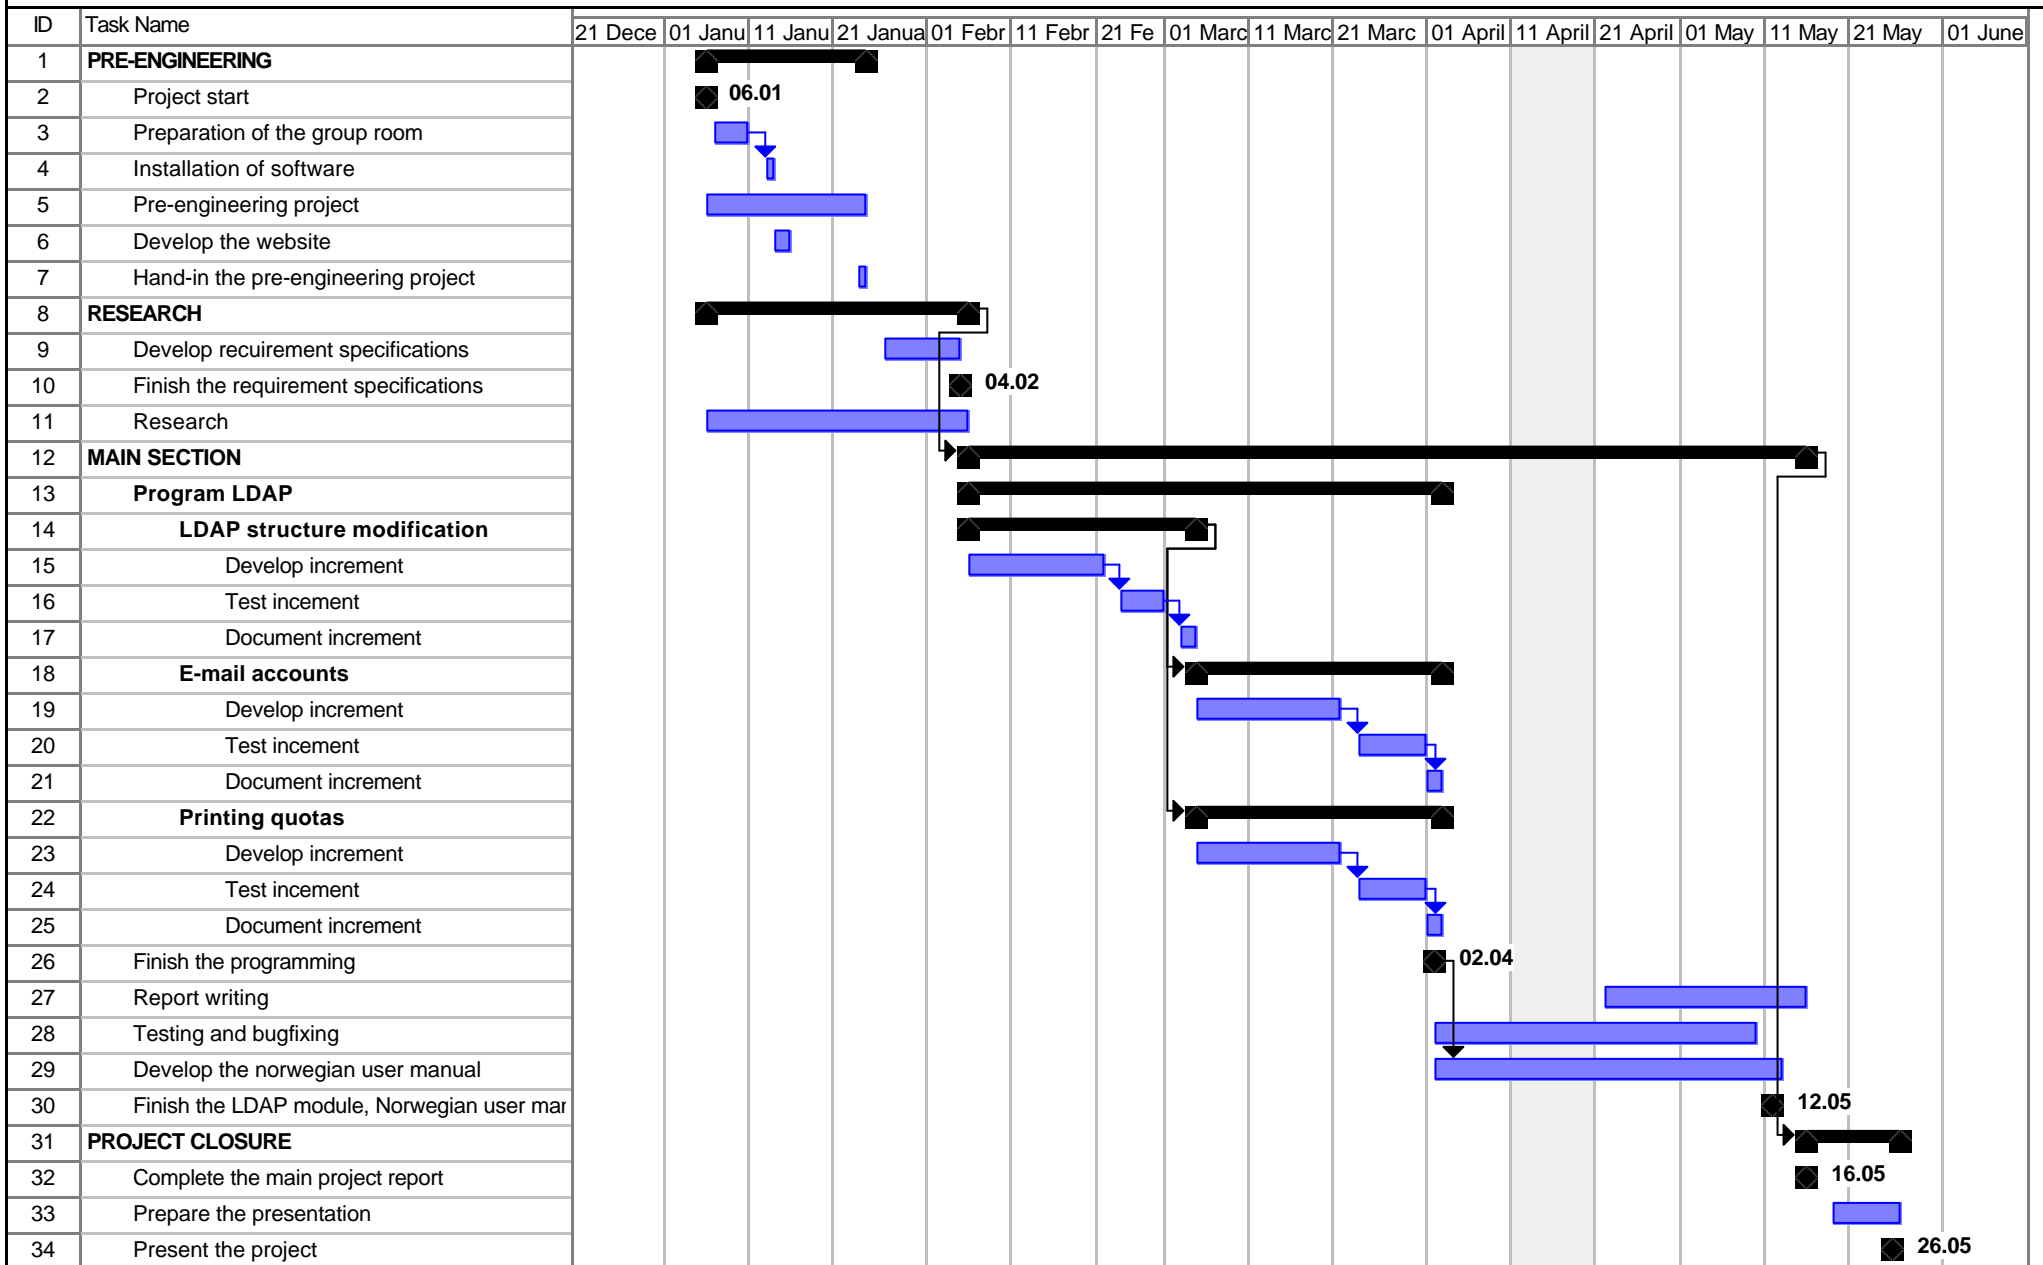 ID Task Name 21 Dece 01 Janu 11 Janu 21 Janua 01 Febr 11 Febr 21 Fe 01 Marc 11 Marc 21 Marc 01 April 11 April 21 April 01 May 11 May 21 May 01 June
1 PRE-ENGINEERING
2 Project start 06.01
3 Preparation of the group room
4 Installation of software
5 Pre-engineering project
6 Develop the website
7 Hand-in the pre-engineering project
8 RESEARCH
9 Develop recuirement specifications
10 Finish the requirement specifications 04.02
11 Research
12 MAIN SECTION
13 Program LDAP
14 LDAP structure modification
15 Develop increment
16 Test incement
17 Document increment
18 E-mail accounts
19 Develop increment
20 Test incement
21 Document increment
22 Printing quotas
23 Develop increment
24 Test incement
25 Document increment
26 Finish the programming 02.04
27 Report writing
28 Testing and bugfixing
29 Develop the norwegian user manual
30 Finish the LDAP module, Norwegian user mar 12.05
31 PROJECT CLOSURE
32 Complete the main project report 16.05
33 Prepare the presentation
34 Present the project 26.05